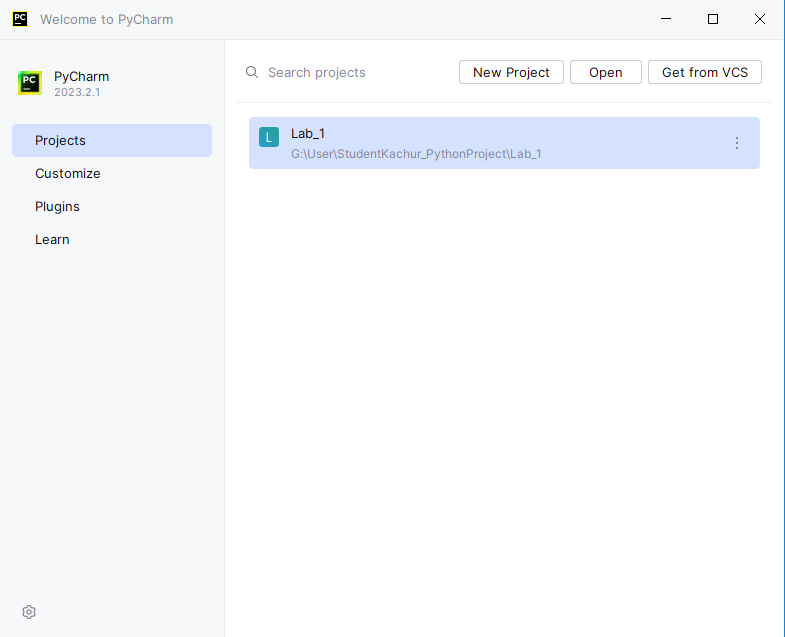 PC Welcome to PyCharm
PC PyCharm
2023.2.1
Projects
Customize
Plugins
Learn
Search projects New Project Open Get from VCS
L Lab_1
G:\User\StudentKachur_PythonProject\Lab_1